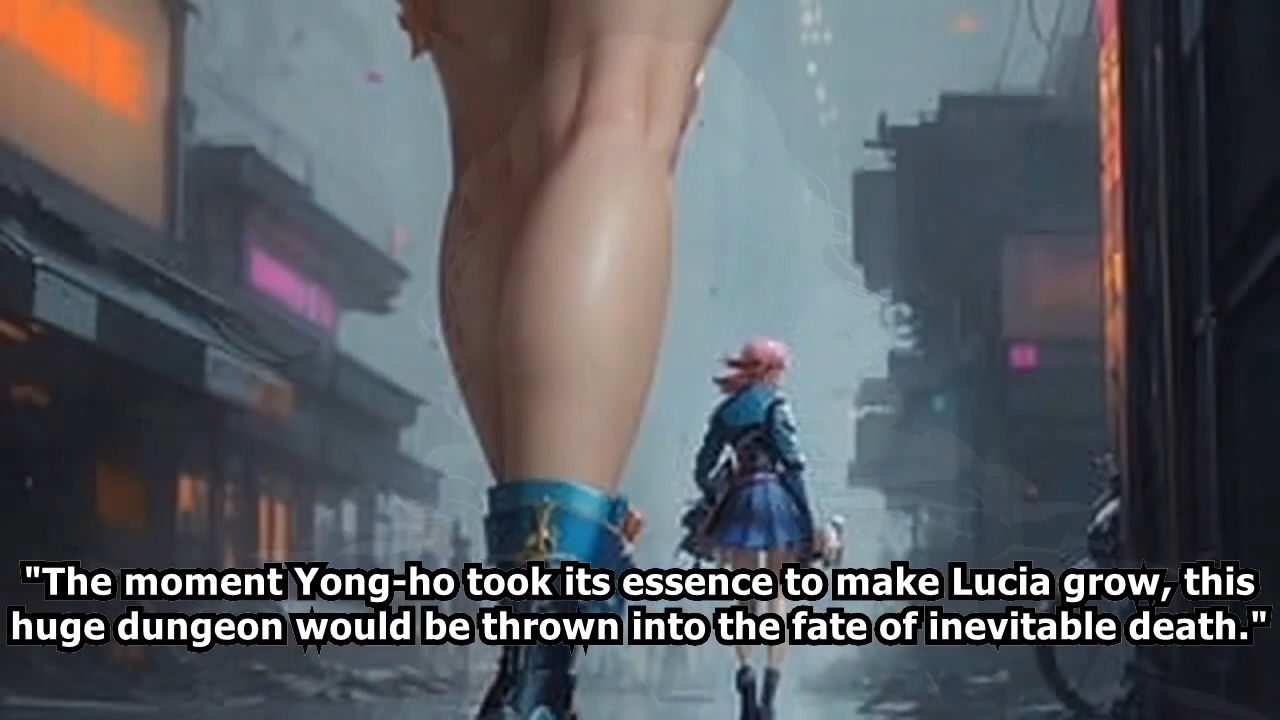 "The moment Yong-ho took its essence to make Lucia grow, this
huge dungeon would be thrown into the fate of inevitable death."